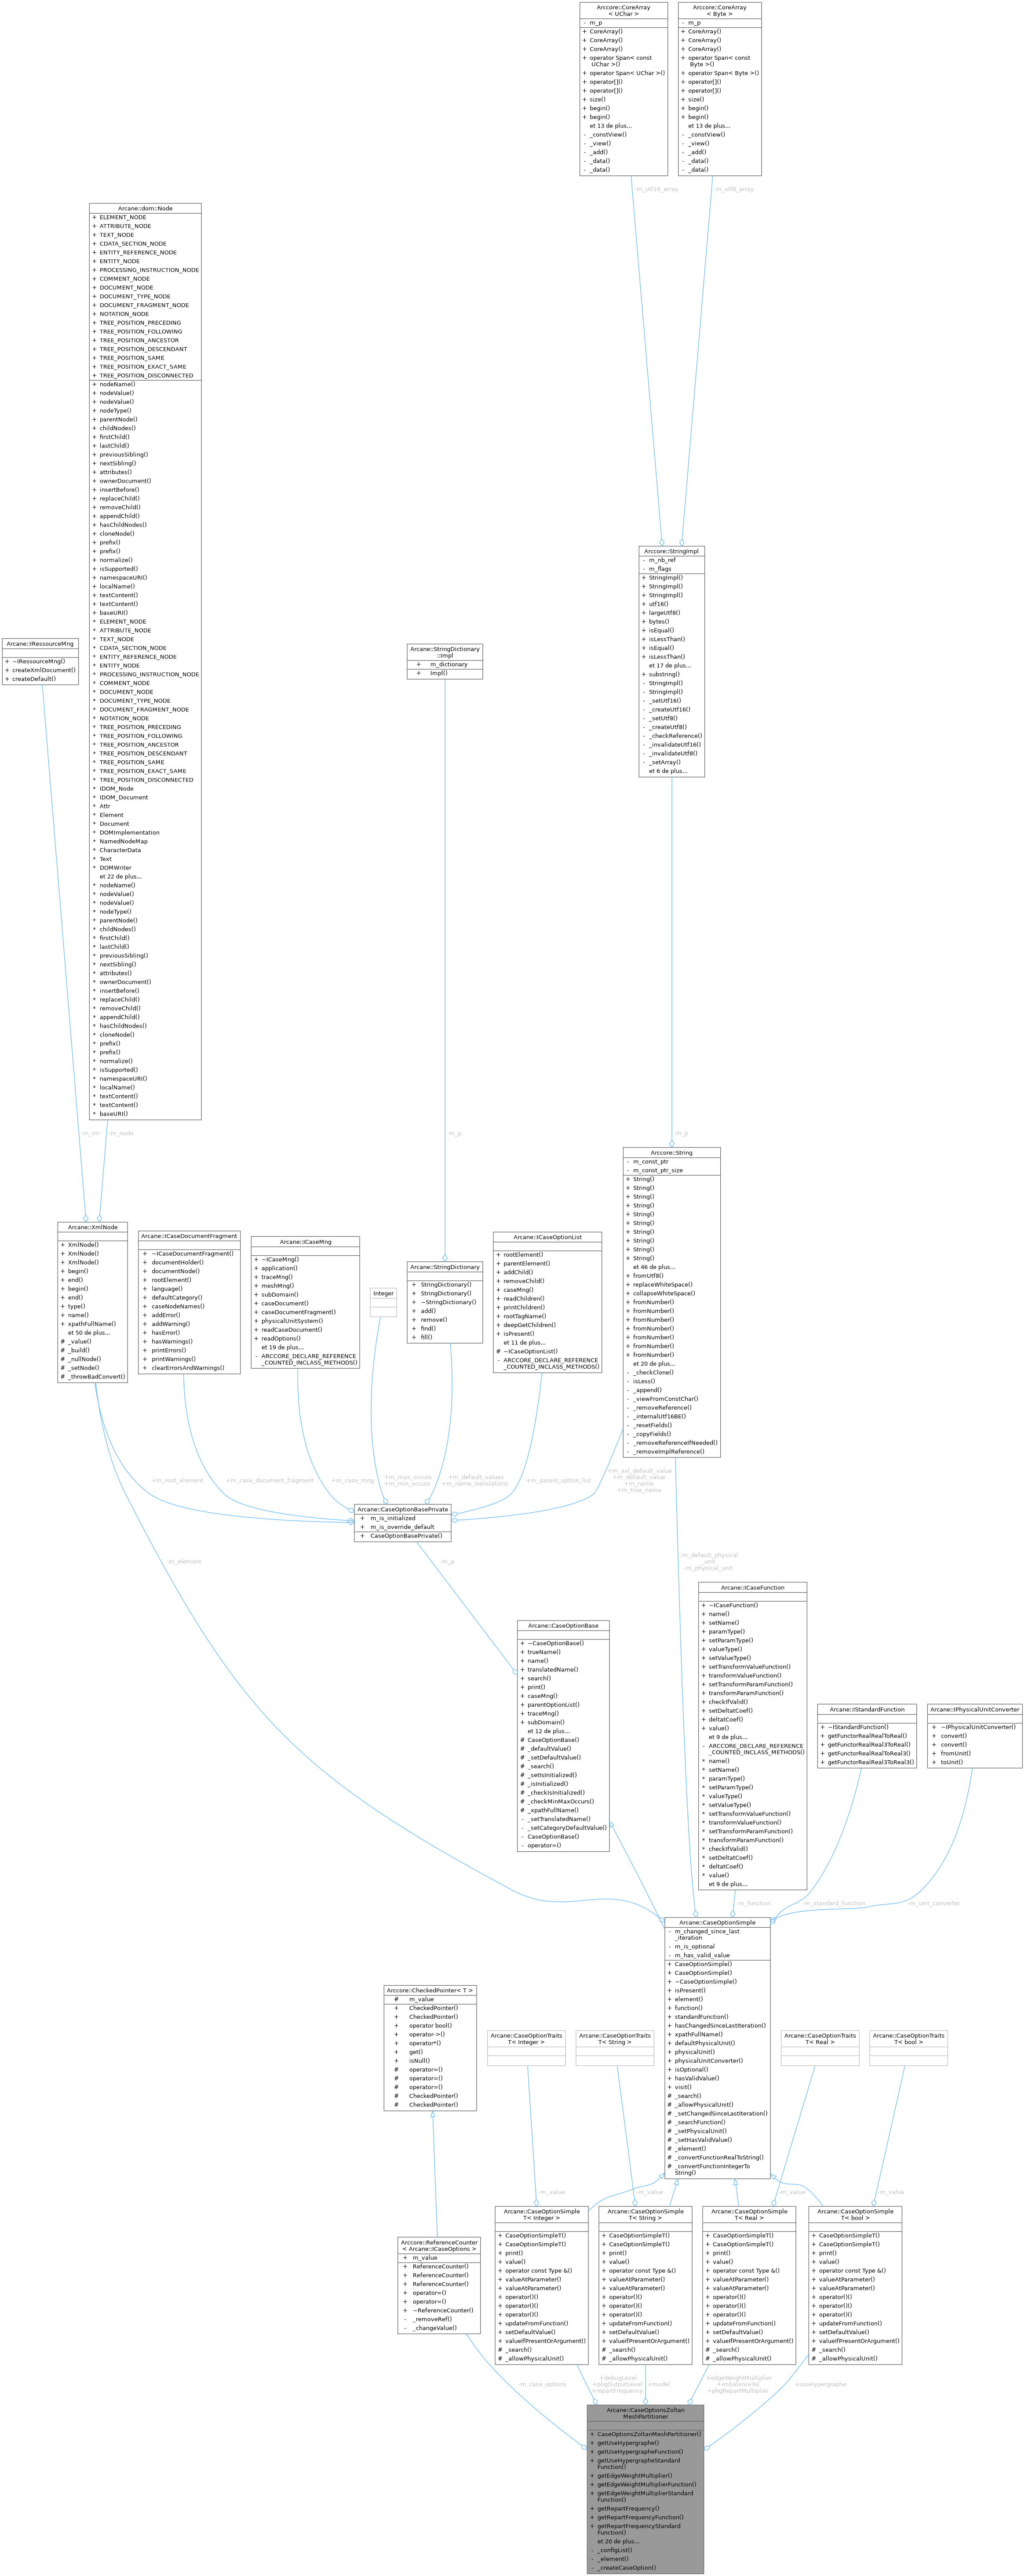 Arccore::CoreArray
< UChar >
- m_p
+ CoreArray()
+ CoreArray()
+ CoreArray()
+ operator Span< const
UChar >()
+ operator Span< UChar >()
+ operator[]()
+ operator[]()
+ size()
+ begin()
+ begin()
et 13 de plus...
- _constView()
- _view()
- _add()
- _data()
- _data()
Arccore::CoreArray
< Byte >
- m_p
+ CoreArray()
+ CoreArray()
+ CoreArray()
+ operator Span< const
Byte >()
+ operator Span< Byte >()
+ operator[]()
+ operator[]()
+ size()
+ begin()
+ begin()
et 13 de plus...
- _constView()
- _view()
- _add()
- _data()
- _data()
-m_utf16_array
-m_utf8_array
Arcane::dom::Node
+ ELEMENT_NODE
+ ATTRIBUTE_NODE
+ TEXT_NODE
+ CDATA_SECTION_NODE
+ ENTITY_REFERENCE_NODE
+ ENTITY_NODE
+ PROCESSING_INSTRUCTION_NODE
+ COMMENT_NODE
+ DOCUMENT_NODE
+ DOCUMENT_TYPE_NODE
+ DOCUMENT_FRAGMENT_NODE
+ NOTATION_NODE
+ TREE_POSITION_PRECEDING
+ TREE_POSITION_FOLLOWING
+ TREE_POSITION_ANCESTOR
+ TREE_POSITION_DESCENDANT
+ TREE_POSITION_SAME
+ TREE_POSITION_EXACT_SAME
+ TREE_POSITION_DISCONNECTED
+ nodeName()
+ nodeValue()
+ nodeValue()
+ nodeType()
+ parentNode()
+ childNodes()
+ firstChild()
+ lastChild()
+ previousSibling()
+ nextSibling()
+ attributes()
+ ownerDocument()
+ insertBefore()
+ replaceChild()
+ removeChild()
+ appendChild()
+ hasChildNodes()
+ cloneNode()
+ prefix()
+ prefix()
+ normalize()
+ isSupported()
+ namespaceURI()
+ localName()
+ textContent()
+ textContent()
+ baseURI()
* ELEMENT_NODE
* ATTRIBUTE_NODE
* TEXT_NODE
* CDATA_SECTION_NODE
* ENTITY_REFERENCE_NODE
* ENTITY_NODE
* PROCESSING_INSTRUCTION_NODE
* COMMENT_NODE
* DOCUMENT_NODE
* DOCUMENT_TYPE_NODE
* DOCUMENT_FRAGMENT_NODE
* NOTATION_NODE
* TREE_POSITION_PRECEDING
* TREE_POSITION_FOLLOWING
* TREE_POSITION_ANCESTOR
* TREE_POSITION_DESCENDANT
* TREE_POSITION_SAME
* TREE_POSITION_EXACT_SAME
* TREE_POSITION_DISCONNECTED
* IDOM_Node
* IDOM_Document
* Attr
* Element
* Document
* DOMImplementation
* NamedNodeMap
* CharacterData
* Text
* DOMWriter
et 22 de plus...
* nodeName()
* nodeValue()
* nodeValue()
* nodeType()
* parentNode()
* childNodes()
* firstChild()
* lastChild()
* previousSibling()
* nextSibling()
* attributes()
* ownerDocument()
* insertBefore()
* replaceChild()
* removeChild()
* appendChild()
* hasChildNodes()
* cloneNode()
* prefix()
* prefix()
* normalize()
* isSupported()
* namespaceURI()
* localName()
* textContent()
* textContent()
* baseURI()
Arcane::IRessourceMng
+ ~IRessourceMng()
+ createXmlDocument()
+ createDefault()
Arcane::StringDictionary
::Impl
+ m_dictionary
+ Impl()
Arccore::StringImpl
- m_nb_ref
- m_flags
+ StringImpl()
+ StringImpl()
+ StringImpl()
+ utf16()
+ largeUtf8()
+ bytes()
+ isEqual()
+ isLessThan()
+ isEqual()
+ isLessThan()
et 17 de plus...
+ substring()
- StringImpl()
- StringImpl()
- _setUtf16()
- _createUtf16()
- _setUtf8()
- _createUtf8()
- _checkReference()
- _invalidateUtf16()
- _invalidateUtf8()
- _setArray()
et 6 de plus...
-m_rm
-m_node
-m_p
-m_p
Arcane::XmlNode
+ XmlNode()
+ XmlNode()
+ XmlNode()
+ begin()
+ end()
+ begin()
+ end()
+ type()
+ name()
+ xpathFullName()
et 50 de plus...
# _value()
# _build()
# _nullNode()
# _setNode()
# _throwBadConvert()
Arcane::ICaseDocumentFragment
+ ~ICaseDocumentFragment()
+ documentHolder()
+ documentNode()
+ rootElement()
+ language()
+ defaultCategory()
+ caseNodeNames()
+ addError()
+ addWarning()
+ hasError()
+ hasWarnings()
+ printErrors()
+ printWarnings()
+ clearErrorsAndWarnings()
Arcane::ICaseMng
+ ~ICaseMng()
+ application()
+ traceMng()
+ meshMng()
+ subDomain()
+ caseDocument()
+ caseDocumentFragment()
+ physicalUnitSystem()
+ readCaseDocument()
+ readOptions()
et 19 de plus...
- ARCCORE_DECLARE_REFERENCE
_COUNTED_INCLASS_METHODS()
Integer
Arcane::StringDictionary
+ StringDictionary()
+ StringDictionary()
+ ~StringDictionary()
+ add()
+ remove()
+ find()
+ fill()
Arcane::ICaseOptionList
+ rootElement()
+ parentElement()
+ addChild()
+ removeChild()
+ caseMng()
+ readChildren()
+ printChildren()
+ rootTagName()
+ deepGetChildren()
+ isPresent()
et 11 de plus...
# ~ICaseOptionList()
- ARCCORE_DECLARE_REFERENCE
_COUNTED_INCLASS_METHODS()
Arccore::String
- m_const_ptr
- m_const_ptr_size
+ String()
+ String()
+ String()
+ String()
+ String()
+ String()
+ String()
+ String()
+ String()
+ String()
et 46 de plus...
+ fromUtf8()
+ replaceWhiteSpace()
+ collapseWhiteSpace()
+ fromNumber()
+ fromNumber()
+ fromNumber()
+ fromNumber()
+ fromNumber()
+ fromNumber()
+ fromNumber()
et 20 de plus...
- _checkClone()
- isLess()
- _append()
- _viewFromConstChar()
- _removeReference()
- _internalUtf16BE()
- _resetFields()
- _copyFields()
- _removeReferenceIfNeeded()
- _removeImplReference()
+m_root_element
+m_case_document_fragment
+m_case_mng
+m_max_occurs
+m_min_occurs
+m_default_values
+m_name_translations
+m_parent_option_list
+m_axl_default_value
+m_default_value
+m_name
+m_true_name
Arcane::CaseOptionBasePrivate
+ m_is_initialized
+ m_is_override_default
+ CaseOptionBasePrivate()
-m_element
-m_p
-m_default_physical
_unit
-m_physical_unit
Arcane::CaseOptionBase
+ ~CaseOptionBase()
+ trueName()
+ name()
+ translatedName()
+ search()
+ print()
+ caseMng()
+ parentOptionList()
+ traceMng()
+ subDomain()
et 12 de plus...
# CaseOptionBase()
# _defaultValue()
# _setDefaultValue()
# _search()
# _setIsInitialized()
# _isInitialized()
# _checkIsInitialized()
# _checkMinMaxOccurs()
# _xpathFullName()
- _setTranslatedName()
- _setCategoryDefaultValue()
- CaseOptionBase()
- operator=()
Arcane::ICaseFunction
+ ~ICaseFunction()
+ name()
+ setName()
+ paramType()
+ setParamType()
+ valueType()
+ setValueType()
+ setTransformValueFunction()
+ transformValueFunction()
+ setTransformParamFunction()
+ transformParamFunction()
+ checkIfValid()
+ setDeltatCoef()
+ deltatCoef()
+ value()
et 9 de plus...
- ARCCORE_DECLARE_REFERENCE
_COUNTED_INCLASS_METHODS()
* name()
* setName()
* paramType()
* setParamType()
* valueType()
* setValueType()
* setTransformValueFunction()
* transformValueFunction()
* setTransformParamFunction()
* transformParamFunction()
* checkIfValid()
* setDeltatCoef()
* deltatCoef()
* value()
et 9 de plus...
Arcane::IStandardFunction
+ ~IStandardFunction()
+ getFunctorRealRealToReal()
+ getFunctorRealReal3ToReal()
+ getFunctorRealRealToReal3()
+ getFunctorRealReal3ToReal3()
Arcane::IPhysicalUnitConverter
+ ~IPhysicalUnitConverter()
+ convert()
+ convert()
+ fromUnit()
+ toUnit()
-m_function
-m_standard_function
-m_unit_converter
Arcane::CaseOptionSimple
- m_changed_since_last
_iteration
- m_is_optional
- m_has_valid_value
+ CaseOptionSimple()
+ CaseOptionSimple()
+ ~CaseOptionSimple()
+ isPresent()
+ element()
+ function()
+ standardFunction()
+ hasChangedSinceLastIteration()
+ xpathFullName()
+ defaultPhysicalUnit()
+ physicalUnit()
+ physicalUnitConverter()
+ isOptional()
+ hasValidValue()
+ visit()
# _search()
# _allowPhysicalUnit()
# _setChangedSinceLastIteration()
# _searchFunction()
# _setPhysicalUnit()
# _setHasValidValue()
# _element()
# _convertFunctionRealToString()
# _convertFunctionIntegerTo
String()
Arccore::CheckedPointer< T >
# m_value
+ CheckedPointer()
+ CheckedPointer()
+ operator bool()
+ operator->()
+ operator*()
+ get()
+ isNull()
# operator=()
# operator=()
# operator=()
# CheckedPointer()
# CheckedPointer()
Arcane::CaseOptionTraits
T< Integer >
Arcane::CaseOptionTraits
T< String >
Arcane::CaseOptionTraits
T< Real >
Arcane::CaseOptionTraits
T< bool >
-m_value
-m_value
-m_value
-m_value
Arccore::ReferenceCounter
< Arcane::ICaseOptions >
+ m_value
+ ReferenceCounter()
+ ReferenceCounter()
+ ReferenceCounter()
+ operator=()
+ operator=()
+ ~ReferenceCounter()
- _removeRef()
- _changeValue()
Arcane::CaseOptionSimple
T< Integer >
+ CaseOptionSimpleT()
+ CaseOptionSimpleT()
+ print()
+ value()
+ operator const Type &()
+ valueAtParameter()
+ valueAtParameter()
+ operator()()
+ operator()()
+ operator()()
+ updateFromFunction()
+ setDefaultValue()
+ valueIfPresentOrArgument()
# _search()
# _allowPhysicalUnit()
Arcane::CaseOptionSimple
T< String >
+ CaseOptionSimpleT()
+ CaseOptionSimpleT()
+ print()
+ value()
+ operator const Type &()
+ valueAtParameter()
+ valueAtParameter()
+ operator()()
+ operator()()
+ operator()()
+ updateFromFunction()
+ setDefaultValue()
+ valueIfPresentOrArgument()
# _search()
# _allowPhysicalUnit()
Arcane::CaseOptionSimple
T< Real >
+ CaseOptionSimpleT()
+ CaseOptionSimpleT()
+ print()
+ value()
+ operator const Type &()
+ valueAtParameter()
+ valueAtParameter()
+ operator()()
+ operator()()
+ operator()()
+ updateFromFunction()
+ setDefaultValue()
+ valueIfPresentOrArgument()
# _search()
# _allowPhysicalUnit()
Arcane::CaseOptionSimple
T< bool >
+ CaseOptionSimpleT()
+ CaseOptionSimpleT()
+ print()
+ value()
+ operator const Type &()
+ valueAtParameter()
+ valueAtParameter()
+ operator()()
+ operator()()
+ operator()()
+ updateFromFunction()
+ setDefaultValue()
+ valueIfPresentOrArgument()
# _search()
# _allowPhysicalUnit()
-m_case_options
+debugLevel
+phgOutputLevel
+repartFrequency
+model
+edgeWeightMultiplier
+imbalanceTol
+phgRepartMultiplier
+useHypergraphe
Arcane::CaseOptionsZoltan
MeshPartitioner
+ CaseOptionsZoltanMeshPartitioner()
+ getUseHypergraphe()
+ getUseHypergrapheFunction()
+ getUseHypergrapheStandard
Function()
+ getEdgeWeightMultiplier()
+ getEdgeWeightMultiplierFunction()
+ getEdgeWeightMultiplierStandard
Function()
+ getRepartFrequency()
+ getRepartFrequencyFunction()
+ getRepartFrequencyStandard
Function()
et 20 de plus...
- _configList()
- _element()
- _createCaseOption()